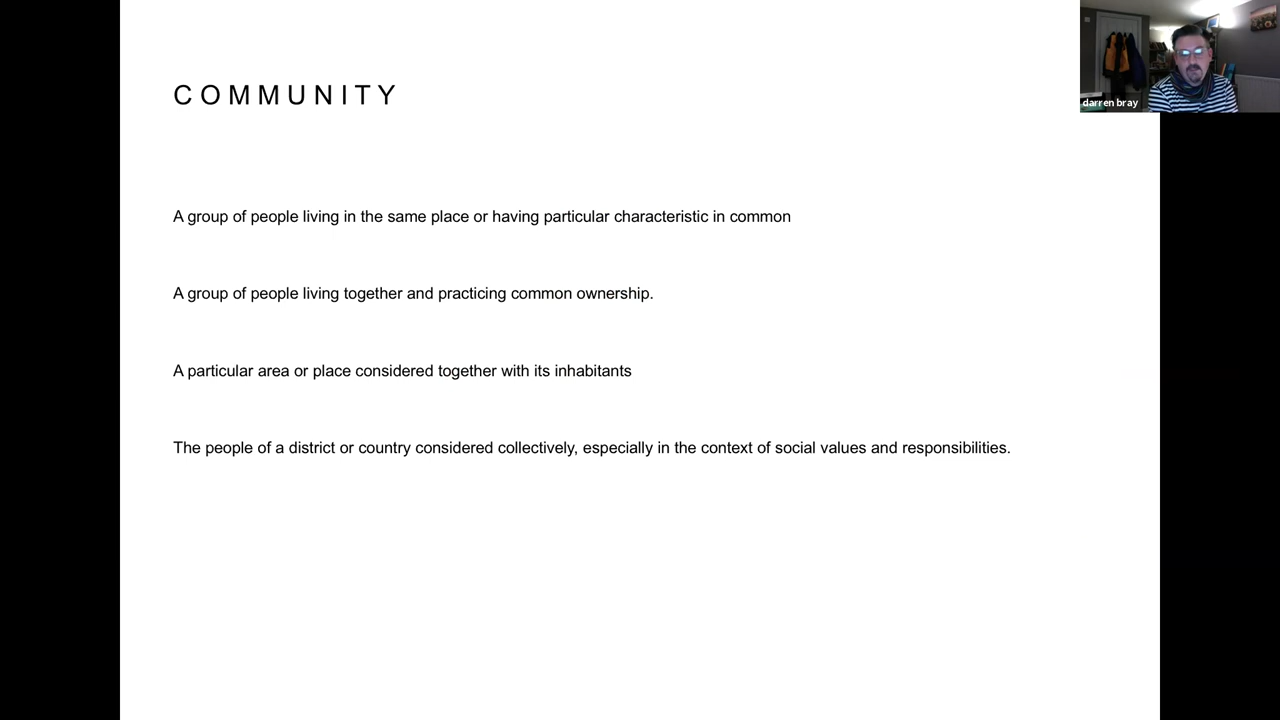 COMMUNITY
darren bray
A group of people living in the same place or having particular characteristic in common
A group of people living together and practicing common ownership.
A particular area or place considered together with its inhabitants
The people of a district or country considered collectively, especially in the context of social values and responsibilities.